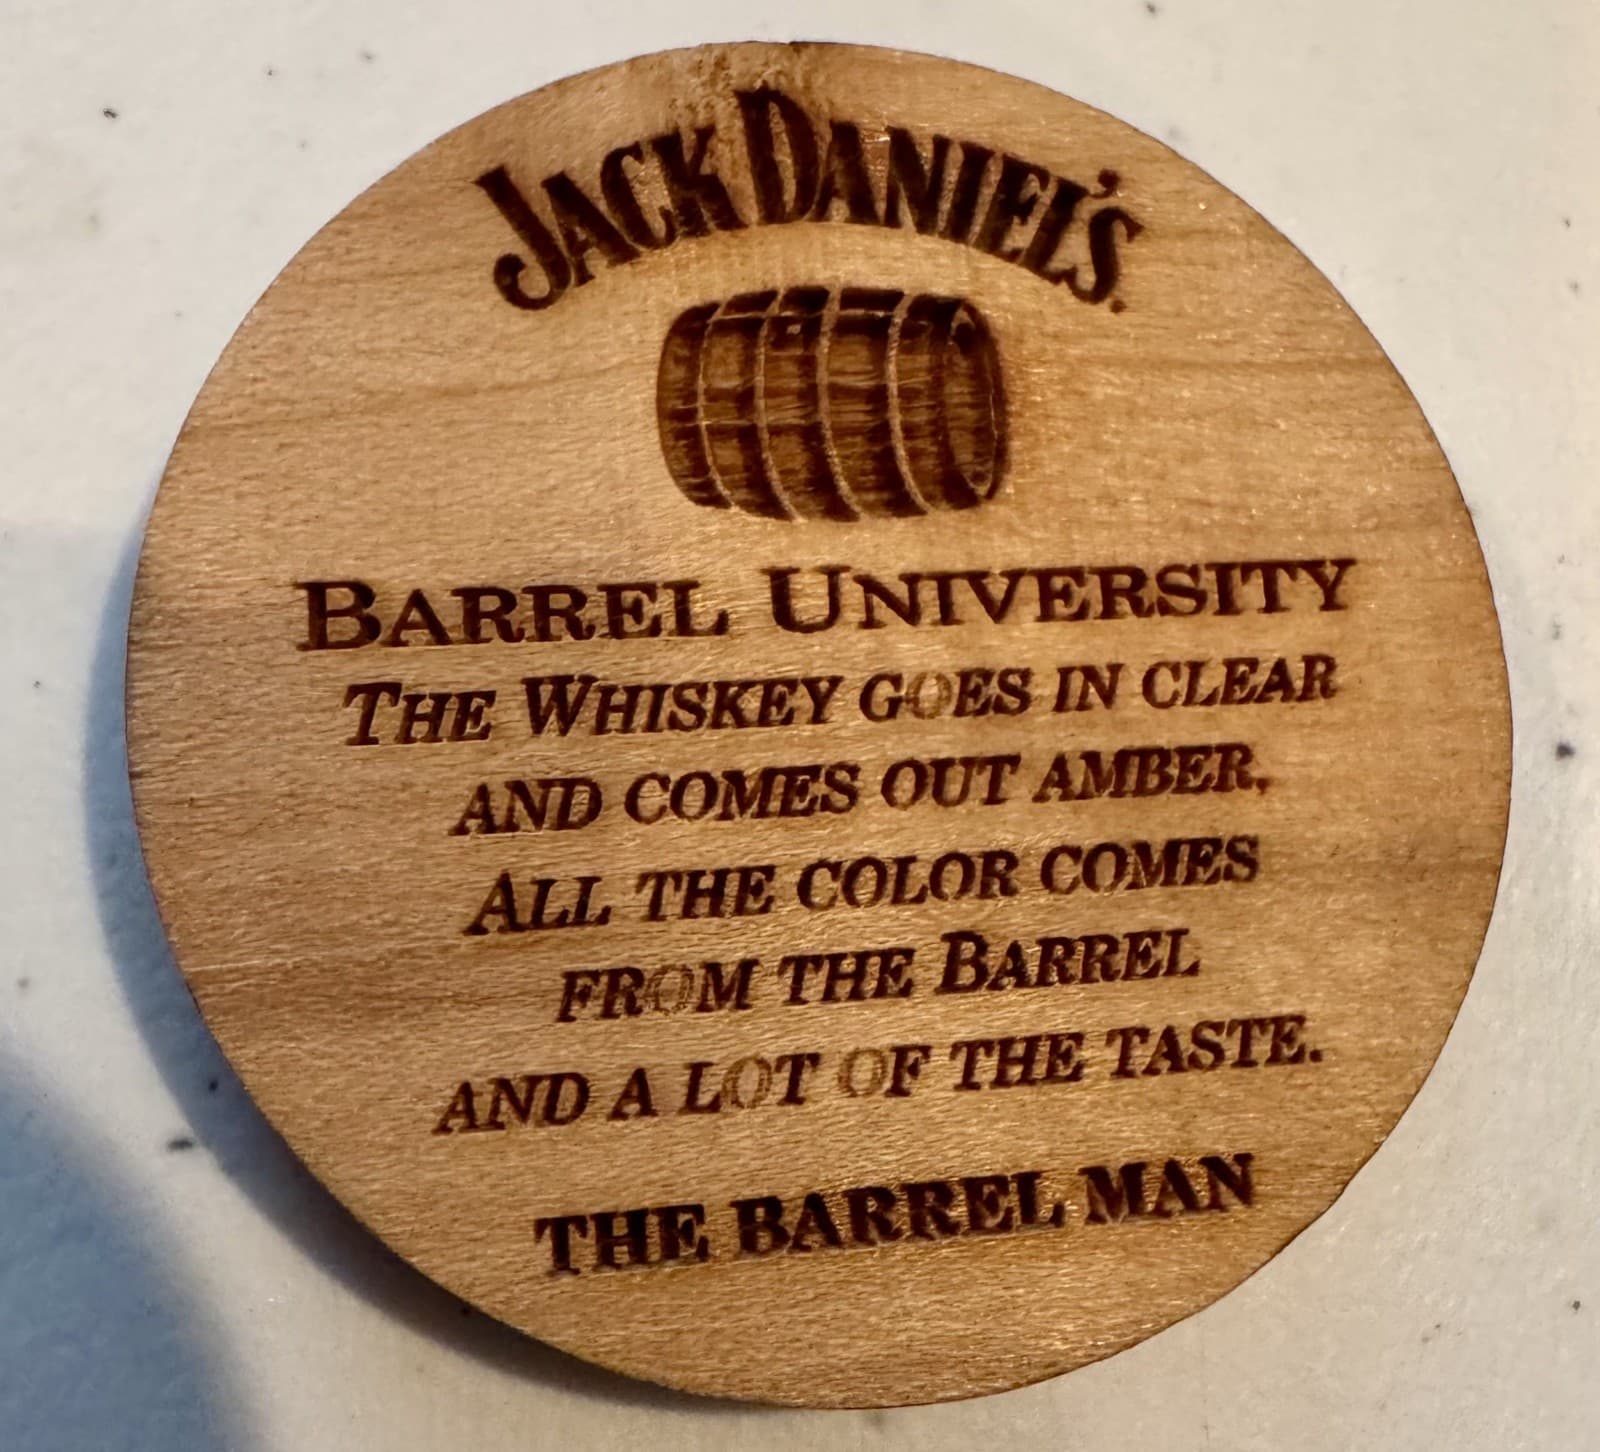 JACK DANIEL'S.
BARREL UNIVERSITY
THE WHISKEY GOES IN CLEAR
AND COMES OUT AMBER,
ALL THE COLOR COMES
FROM THE BARREL
AND A LOT OF THE TASTE.
THE BARREL MAN